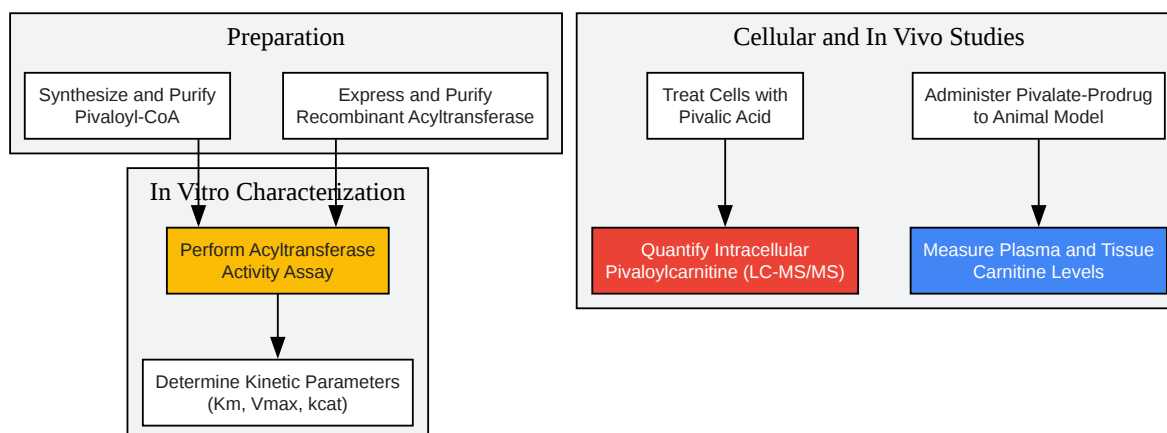 Preparation
Synthesize and Purify
Pivaloyl-CoA
Express and Purify
Recombinant Acyltransferase
In Vitro Characterization
Perform Acyltransferase
Activity Assay
Determine Kinetic Parameters
(Km, Vmax, kcat)
Cellular and In Vivo Studies
Treat Cells with
Pivalic Acid
Administer Pivalate-Prodrug
to Animal Model
Quantify Intracellular
Pivaloylcarnitine (LC-MS/MS)
Measure Plasma and Tissue
Carnitine Levels